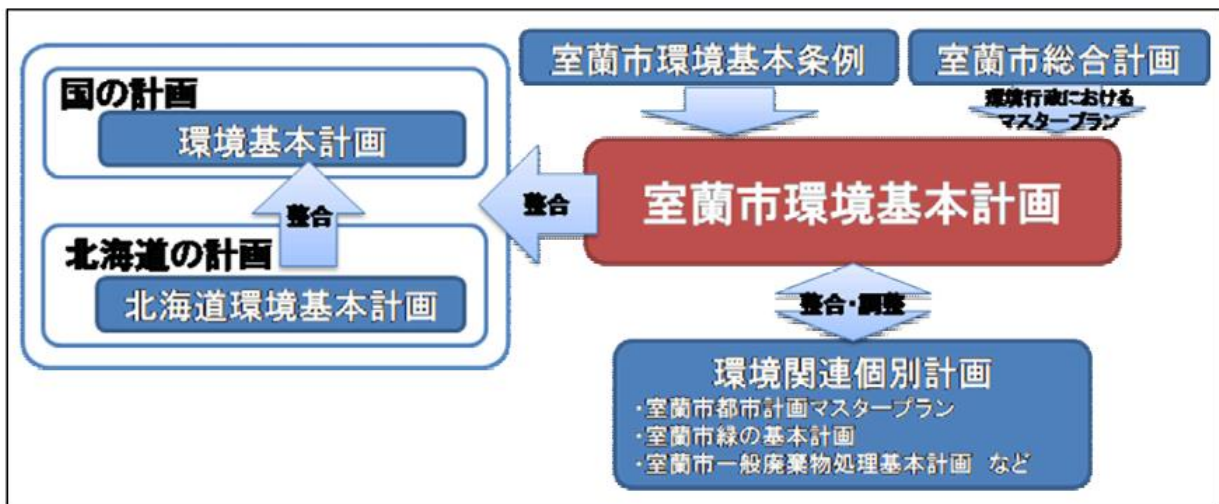 国の計画
環境基本計画
整合
北海道の計画
北海道環境基本計画
整合
室蘭市環境基本条例
室蘭市総合計画
環境行政における
マスタープラン
室蘭市環境基本計画
整合・調整
環境関連個別計画
・室蘭市都市計画マスタープラン
・室蘭市緑の基本計画
・室蘭市一般廃棄物処理基本計画 など